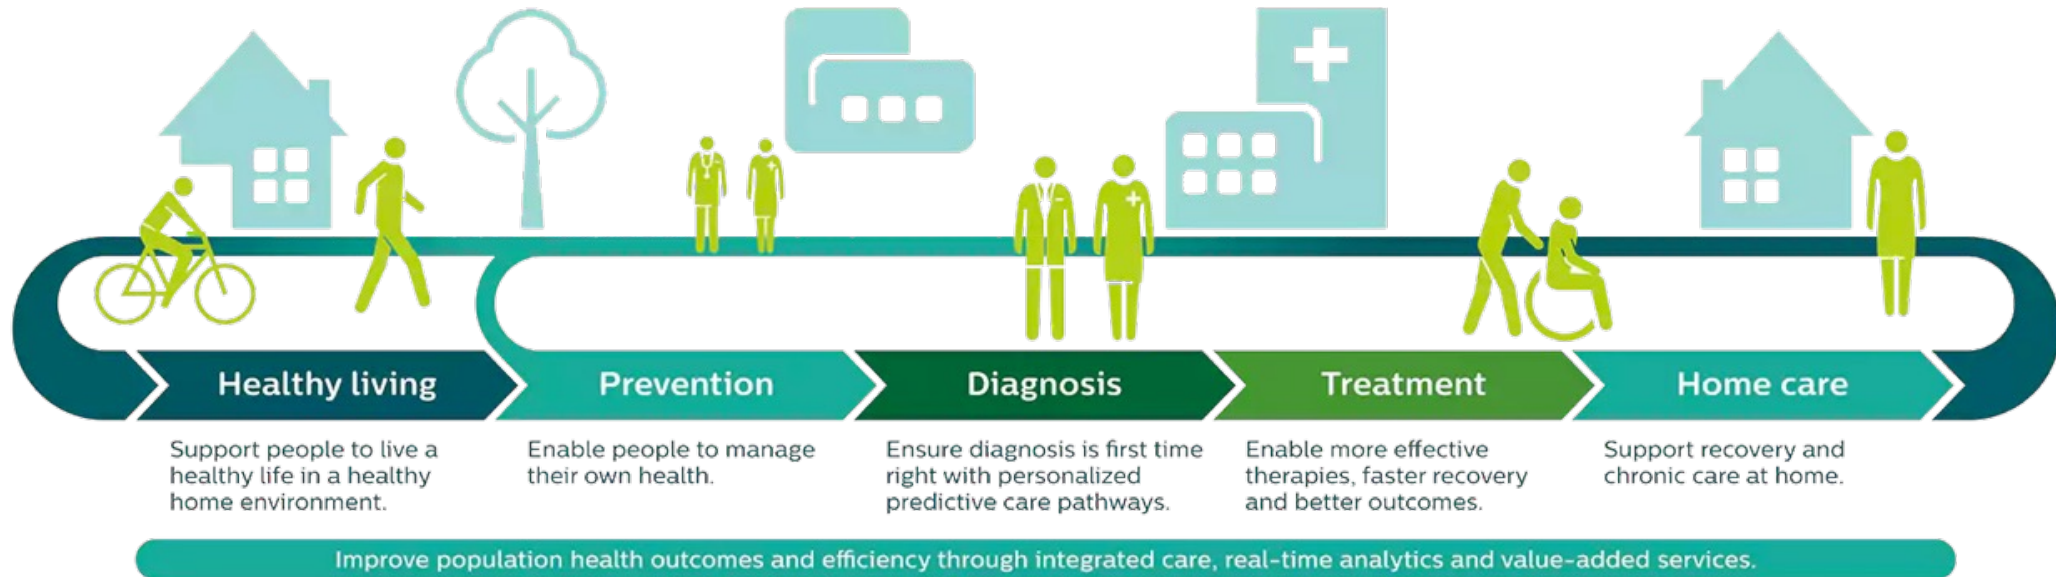 Healthy living
Prevention
Diagnosis
Treatment
Home care
Support people to live a
healthy life in a healthy
home environment.
Enable people to manage
their own health.
Ensure diagnosis is first time
right with personalized
predictive care pathways.
Enable more effective
therapies, faster recovery
and better outcomes.
Support recovery and
chronic care at home.
Improve population health outcomes and efficiency through integrated care, real-time analytics and value-added services.